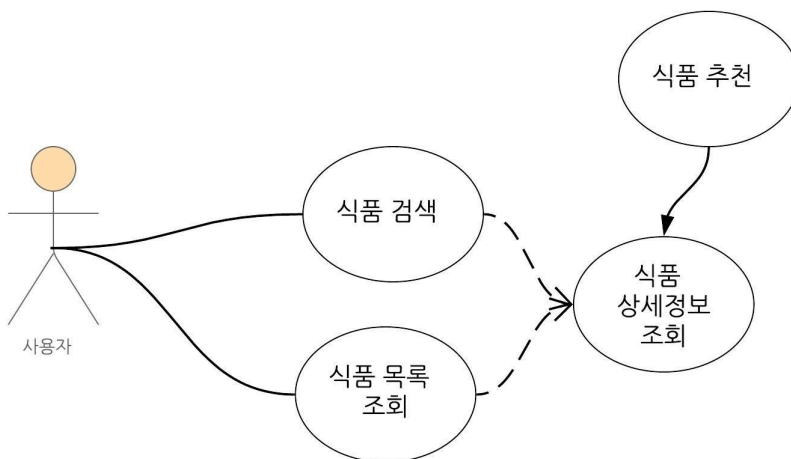 식품 추천
식품 검색
식품
상세정보
조회
사용자
식품 목록
조회